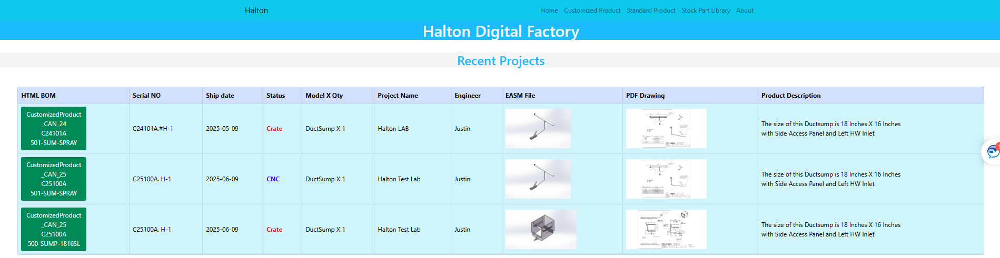 Halton
Home Customized Product Standard Product Stock Part Library About
Halton Digital Factory
Recent Projects
HTML BOM Serial NO Ship date Status Model X Qty Project Name Engineer EASM File PDF Drawing Product Description
CustomizedProduct
_CAN_24
C24101A
501-SUM-SPRAY
C24101A.#H-1 2025-05-09 Crate DuctSump X 1 Halton LAB Justin
The size of this Ductsump is 18 Inches X 16 Inches
with Side Access Panel and Left HW Inlet
CustomizedProduct
_CAN_25
C25100A
501-SUM-SPRAY
C25100A. H-1 2025-06-09 CNC DuctSump X 1 Halton Test Lab Justin
The size of this Ductsump is 18 Inches X 16 Inches
with Side Access Panel and Left HW Inlet
CustomizedProduct
_CAN_25
C25100A
500-SUMP-1816SL
C25100A. H-1 2025-06-09 Crate DuctSump X 1 Halton Test Lab Justin
The size of this Ductsump is 18 Inches X 16 Inches
with Side Access Panel and Left HW Inlet